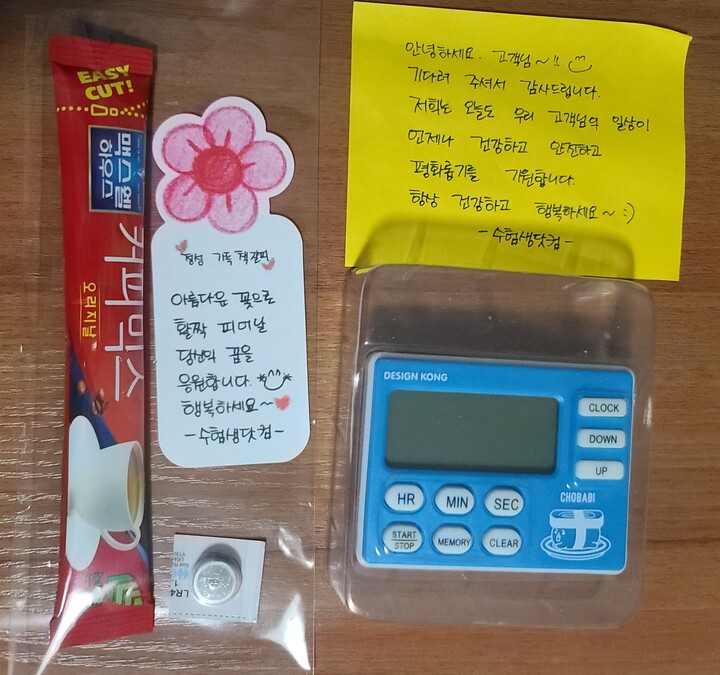 EASY
CUT!
맥스웰
하우스
커피믹스
오리지날
정성 가득 책갈피
아름다운 꽃으로
활짝 피어날
당신의 꿈을
응원합니다.
행복하세요~
-수험생닷컴-
LR4
안녕하세요. 고객님~!!
기다려 주셔서 감사드립니다.
저희는 오늘도 우리 고객님의 일상이
언제나 건강하고 안전하고
평화롭기를 기원합니다.
항상 건강하고 행복하세요~ :)
-수험생닷컴-
DESIGN KONG
CLOCK
DOWN
UP
HR MIN SEC
START
STOP
MEMORY CLEAR
CHOBABI